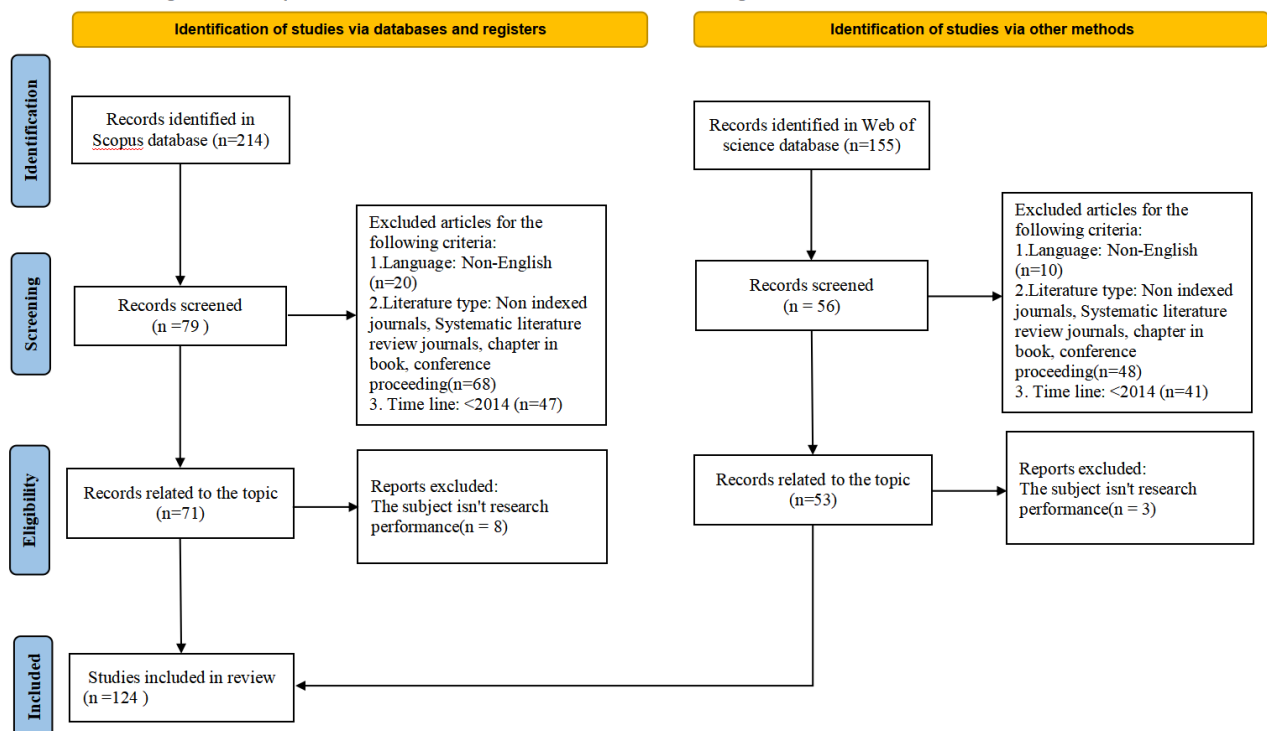 Identification of studies via databases and registers
Identification of studies via other methods
Identification
Records identified in
Scopus database (n=214)
Records identified in Web of
science database (n=155)
Excluded articles for the
following criteria:
1.Language: Non-English
(n=20)
2.Literature type: Non indexed
journals, Systematic literature
review journals, chapter in
book, conference
proceeding(n=68)
3. Time line: <2014 (n=47)
Excluded articles for the
following criteria:
1.Language: Non-English
(n=10)
2.Literature type: Non indexed
journals, Systematic literature
review journals, chapter in
book, conference
proceeding(n=48)
3. Time line: <2014 (n=41)
Screening
Records screened
(n =79 )
Records screened
(n = 56)
Eligibility
Records related to the topic
(n=71)
Reports excluded:
The subject isn't research
performance(n = 8)
Records related to the topic
(n=53)
Reports excluded:
The subject isn't research
performance(n = 3)
Included
Studies included in review
(n =124 )